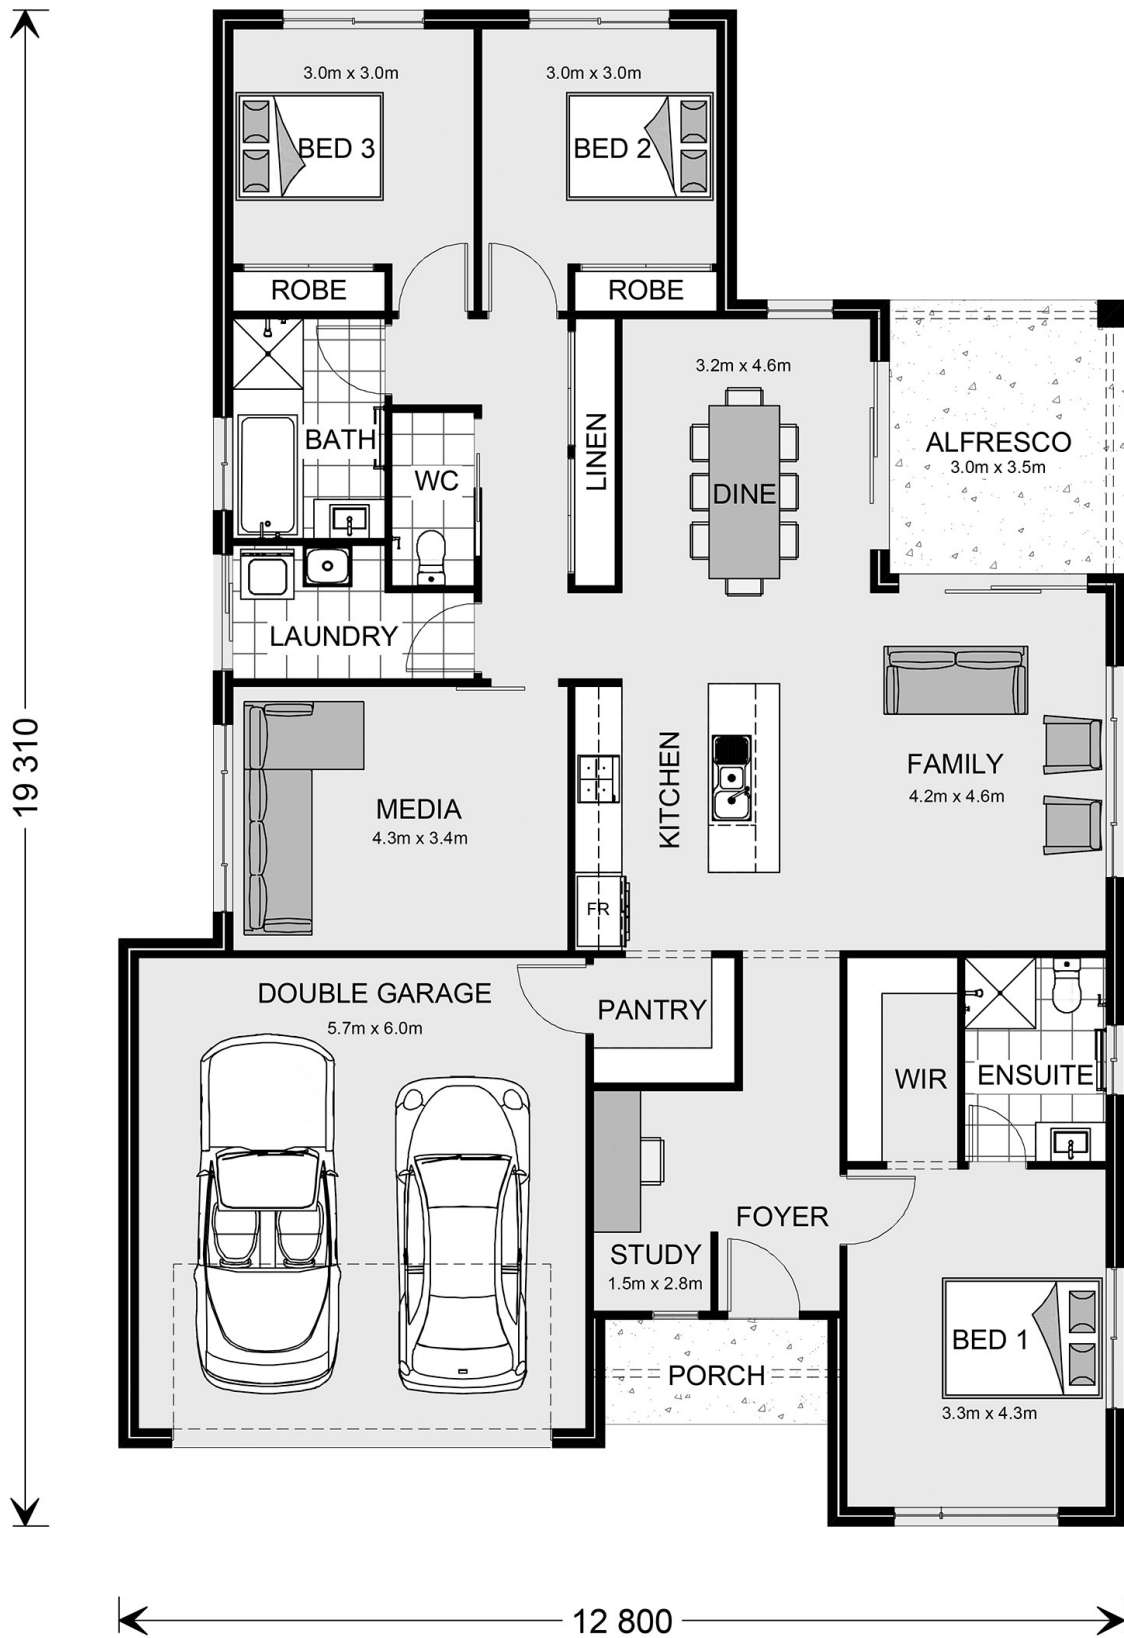 3.0m x 3.0m
BED 3
3.0m x 3.0m
BED 2
ROBE
ROBE
BATH
WC
LINEN
3.2m x 4.6m
DINE
ALFRESCO
3.0m x 3.5m
LAUNDRY
19 310
MEDIA
4.3m x 3.4m
KITCHEN
FR
FAMILY
4.2m x 4.6m
DOUBLE GARAGE
5.7m x 6.0m
PANTRY
WIR
ENSUITE
FOYER
STUDY
1.5m x 2.8m
PORCH
BED 1
3.3m x 4.3m
12 800